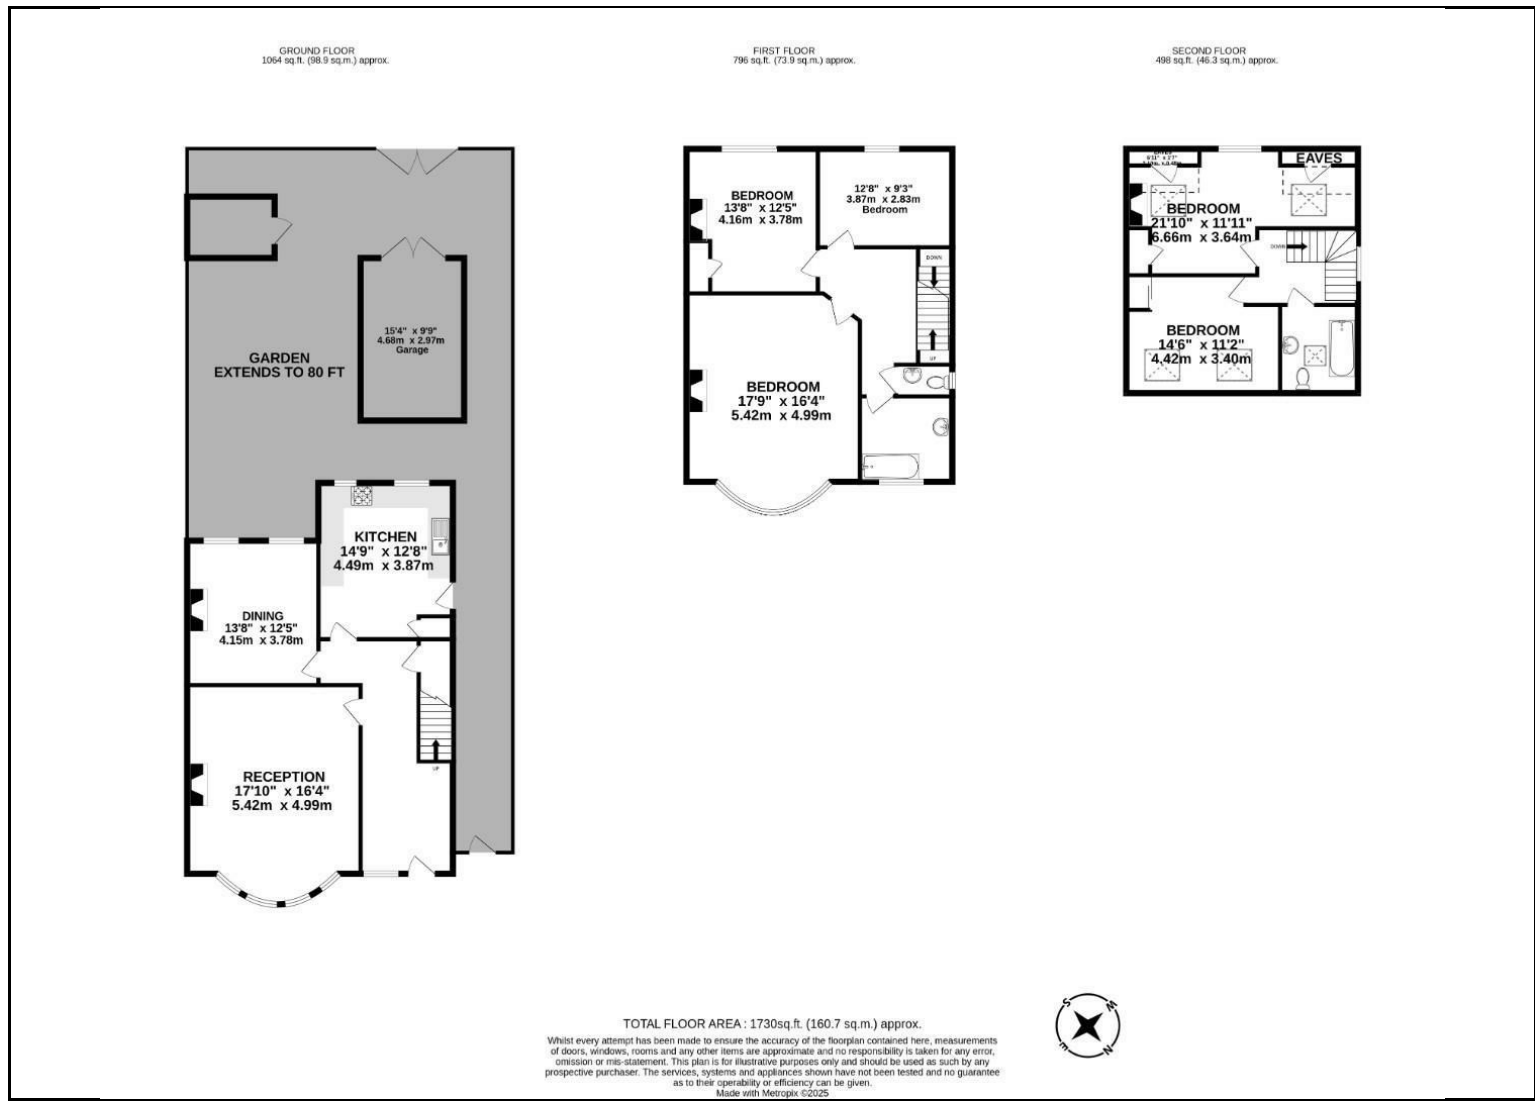 GROUND FLOOR
1064 sq.ft. (98.9 sq.m.) approx.
GARDEN
EXTENDS TO 80 FT
15'4" x 9'9"
4.68m x 2.97m
Garage
KITCHEN
14'9" x 12'8"
4.49m x 3.87m
DINING
13'8" x 12'5"
4.15m x 3.78m
RECEPTION
17'10" x 16'4"
5.42m x 4.99m
UP
FIRST FLOOR
796 sq.ft. (73.9 sq.m.) approx.
BEDROOM
13'8" x 12'5"
4.16m x 3.78m
12'8" x 9'3"
3.87m x 2.83m
Bedroom
DOWN
UP
BEDROOM
17'9" x 16'4"
5.42m x 4.99m
SECOND FLOOR
498 sq.ft. (46.3 sq.m.) approx.
EAVES
BEDROOM
21'10" x 11'11"
6.66m x 3.64m
DOWN
BEDROOM
14'6" x 11'2"
4.42m x 3.40m
S
W
E
N
TOTAL FLOOR AREA : 1730sq.ft. (160.7 sq.m.) approx.
Whilst every attempt has been made to ensure the accuracy of the floorplan contained here, measurements
of doors, windows, rooms and any other items are approximate and no responsibility is taken for any error,
omission or mis-statement. This plan is for illustrative purposes only and should be used as such by any
prospective purchaser. The services, systems and appliances shown have not been tested and no guarantee
as to their operability or efficiency can be given.
Made with Metropix ©2025